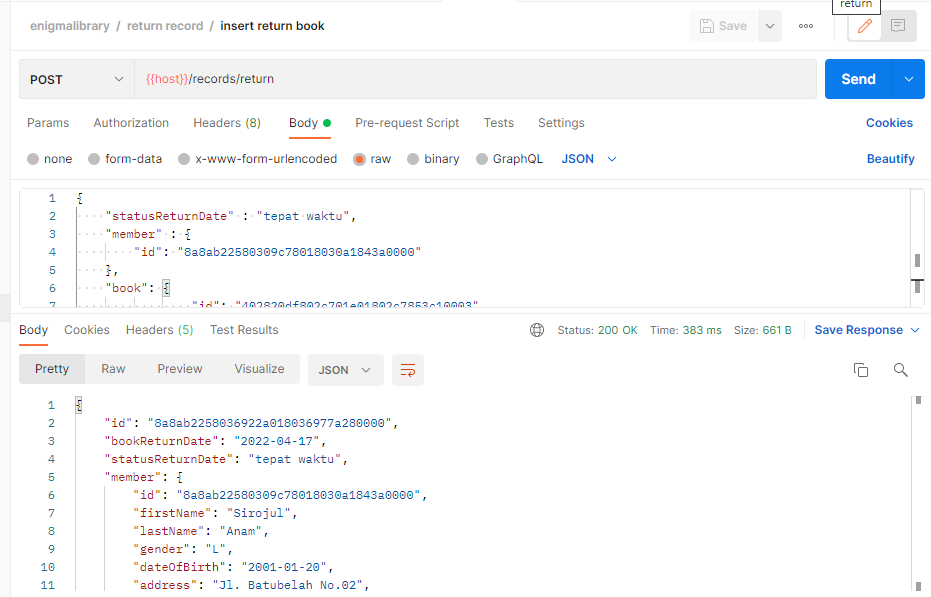 return
enigmalibrary / return record / insert return book
Save
POST
{{host}}/records/return
Send
Params Authorization Headers (8) Body Pre-request Script Tests Settings Cookies
none form-data x-www-form-urlencoded raw binary GraphQL JSON Beautify
1 {
2 "statusReturnDate" : "tepat waktu",
3 "member" : {
4 "id": "8a8ab22580309c78018030a1843a0000"
5 },
6 "book": {
7 "id": "402820df802c701e01802c7853c10003"
Body Cookies Headers (5) Test Results Status: 200 OK Time: 383 ms Size: 661 B Save Response
Pretty Raw Preview Visualize JSON
1 {
2 "id": "8a8ab2258036922a018036977a280000",
3 "bookReturnDate": "2022-04-17",
4 "statusReturnDate": "tepat waktu",
5 "member": {
6 "id": "8a8ab22580309c78018030a1843a0000",
7 "firstName": "Sirojul",
8 "lastName": "Anam",
9 "gender": "L",
10 "dateOfBirth": "2001-01-20",
11 "address": "Jl. Batubelah No.02",